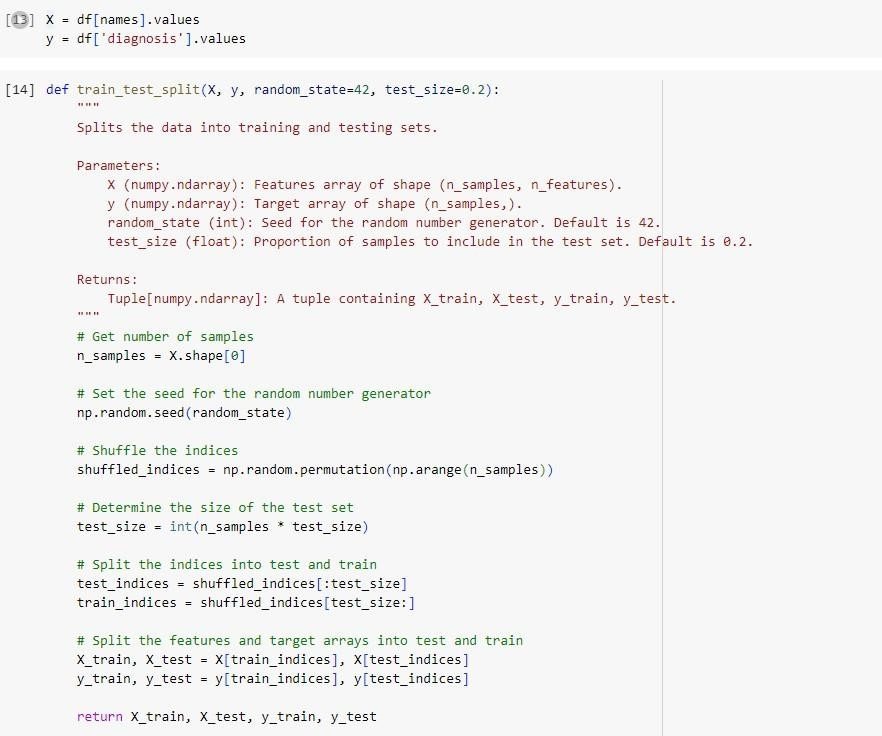 [13] X = df[names].values
y = df['diagnosis'].values
[14] def train_test_split(X, y, random_state=42, test_size=0.2):
"""
Splits the data into training and testing sets.
Parameters:
X (numpy.ndarray): Features array of shape (n_samples, n_features).
y (numpy.ndarray): Target array of shape (n_samples,).
random_state (int): Seed for the random number generator. Default is 42.
test_size (float): Proportion of samples to include in the test set. Default is 0.2.
Returns:
Tuple[numpy.ndarray]: A tuple containing X_train, X_test, y_train, y_test.
"""
# Get number of samples
n_samples = X.shape[0]
# Set the seed for the random number generator
np.random.seed(random_state)
# Shuffle the indices
shuffled_indices = np.random.permutation(np.arange(n_samples))
# Determine the size of the test set
test_size = int(n_samples * test_size)
# Split the indices into test and train
test_indices = shuffled_indices[:test_size]
train_indices = shuffled_indices[test_size:]
# Split the features and target arrays into test and train
X_train, X_test = X[train_indices], X[test_indices]
y_train, y_test = y[train_indices], y[test_indices]
return X_train, X_test, y_train, y_test